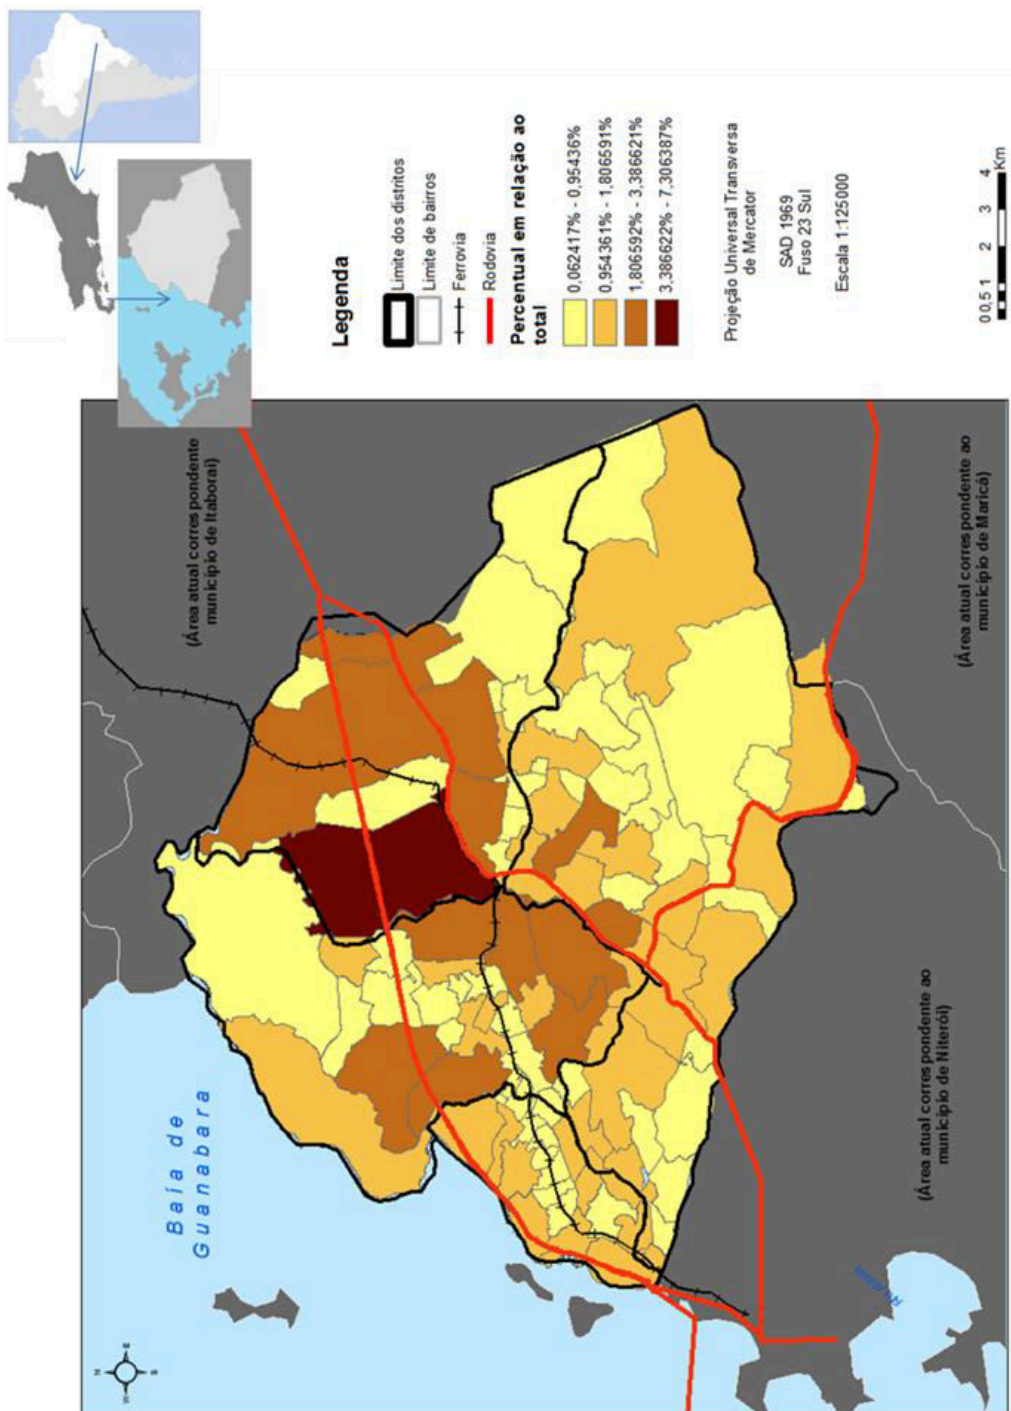 Baía de
Guanabara
(Área atual correspondente ao
município de Itaboraí)
(Área atual correspondente ao
município de Niterói)
(Área atual correspondente ao
município de Maricá)
N
W
E
S
Legenda
Limite dos distritos
Limite de bairros
Ferrovia
Rodovia
Percentual em relação ao
total
0,062417% - 0,95436%
0,954361% - 1,806591%
1,806592% - 3,386621%
3,386622% - 7,306387%
Projeção Universal Transversa
de Mercator
SAD 1969
Fuso 23 Sul
Escala 1:125000
0 0,5 1 2 3 4
Km